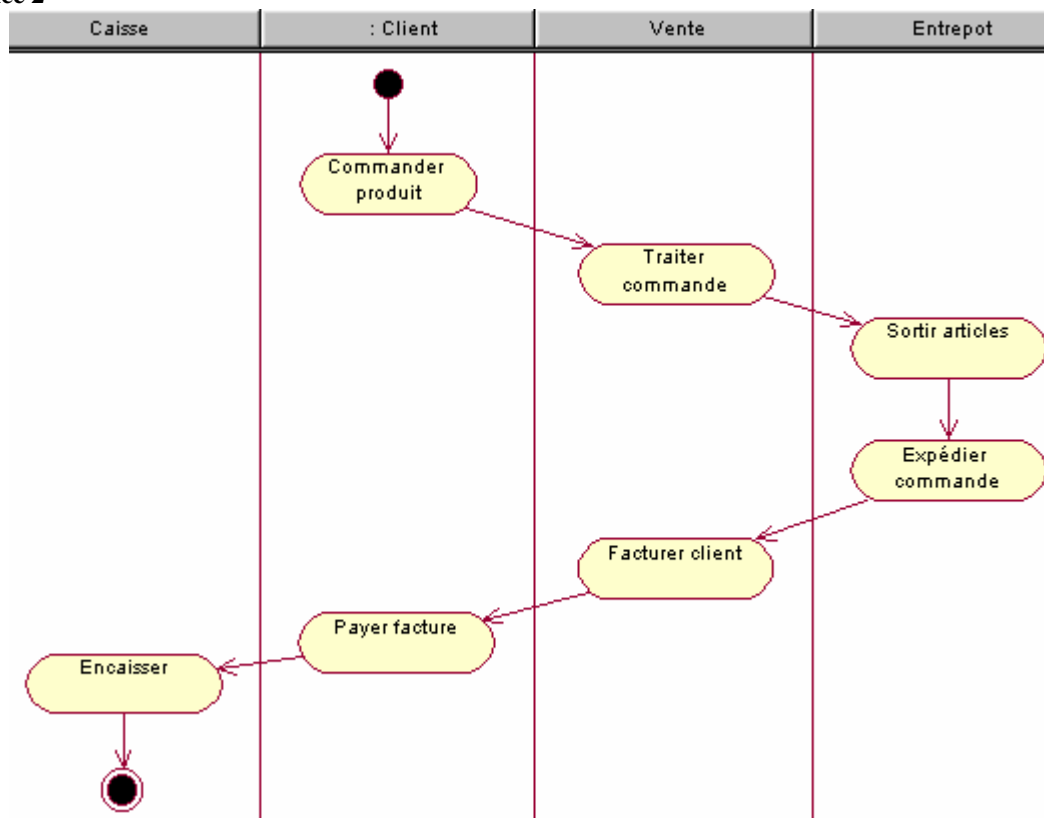 Caisse
: Client
Vente
Entrepot
Commander
produit
Traiter
commande
Sortir articles
Expédier
commande
Facturer client
Payer facture
Encaisser